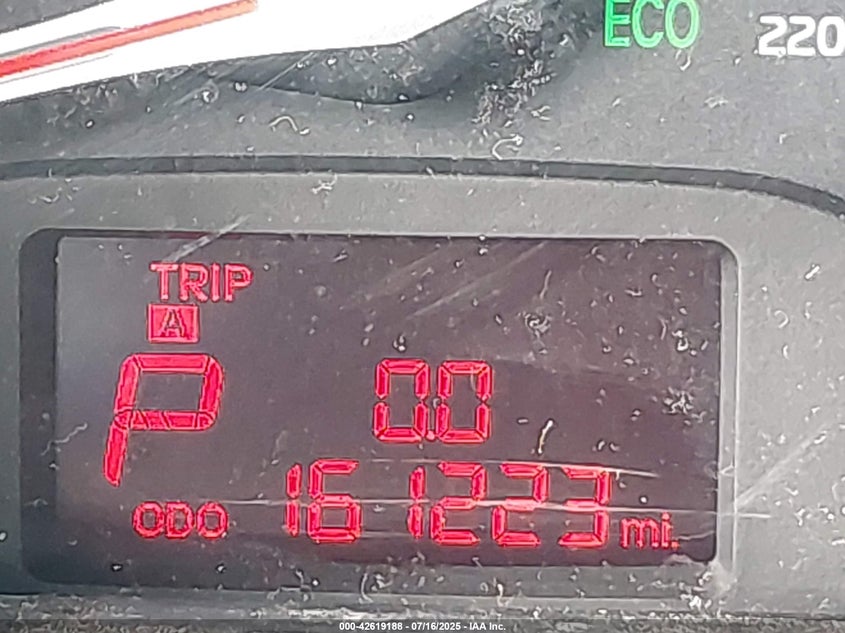 ECO
220
TRIP
A
P
0.0
ODO 161223 mi.
000-42619188 - 07/16/2025 - IAA Inc.